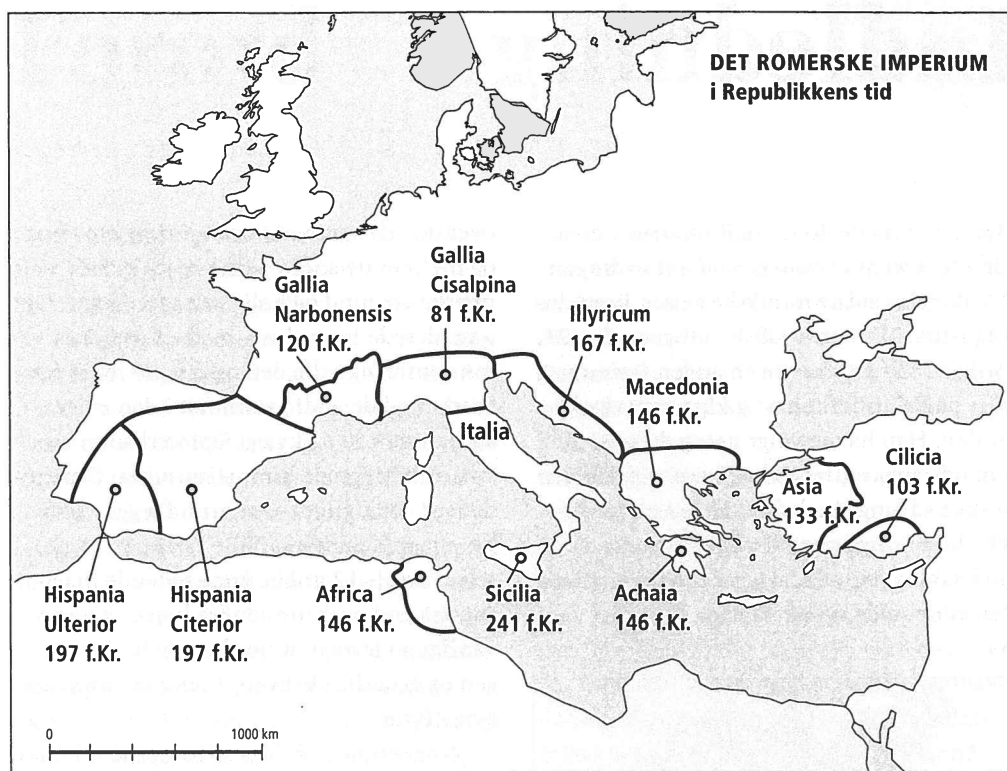 DET ROMERSKE IMPERIUM
i Republikkens tid
Gallia
Narbonensis
120 f.Kr.
Gallia
Cisalpina
81 f.Kr.
Illyricum
167 f.Kr.
Macedonia
146 f.Kr.
Italia
Asia
133 f.Kr.
Cilicia
103 f.Kr.
Hispania
Ulterior
197 f.Kr.
Hispania
Citerior
197 f.Kr.
Africa
146 f.Kr.
Sicilia
241 f.Kr.
Achaia
146 f.Kr.
0
1000 km